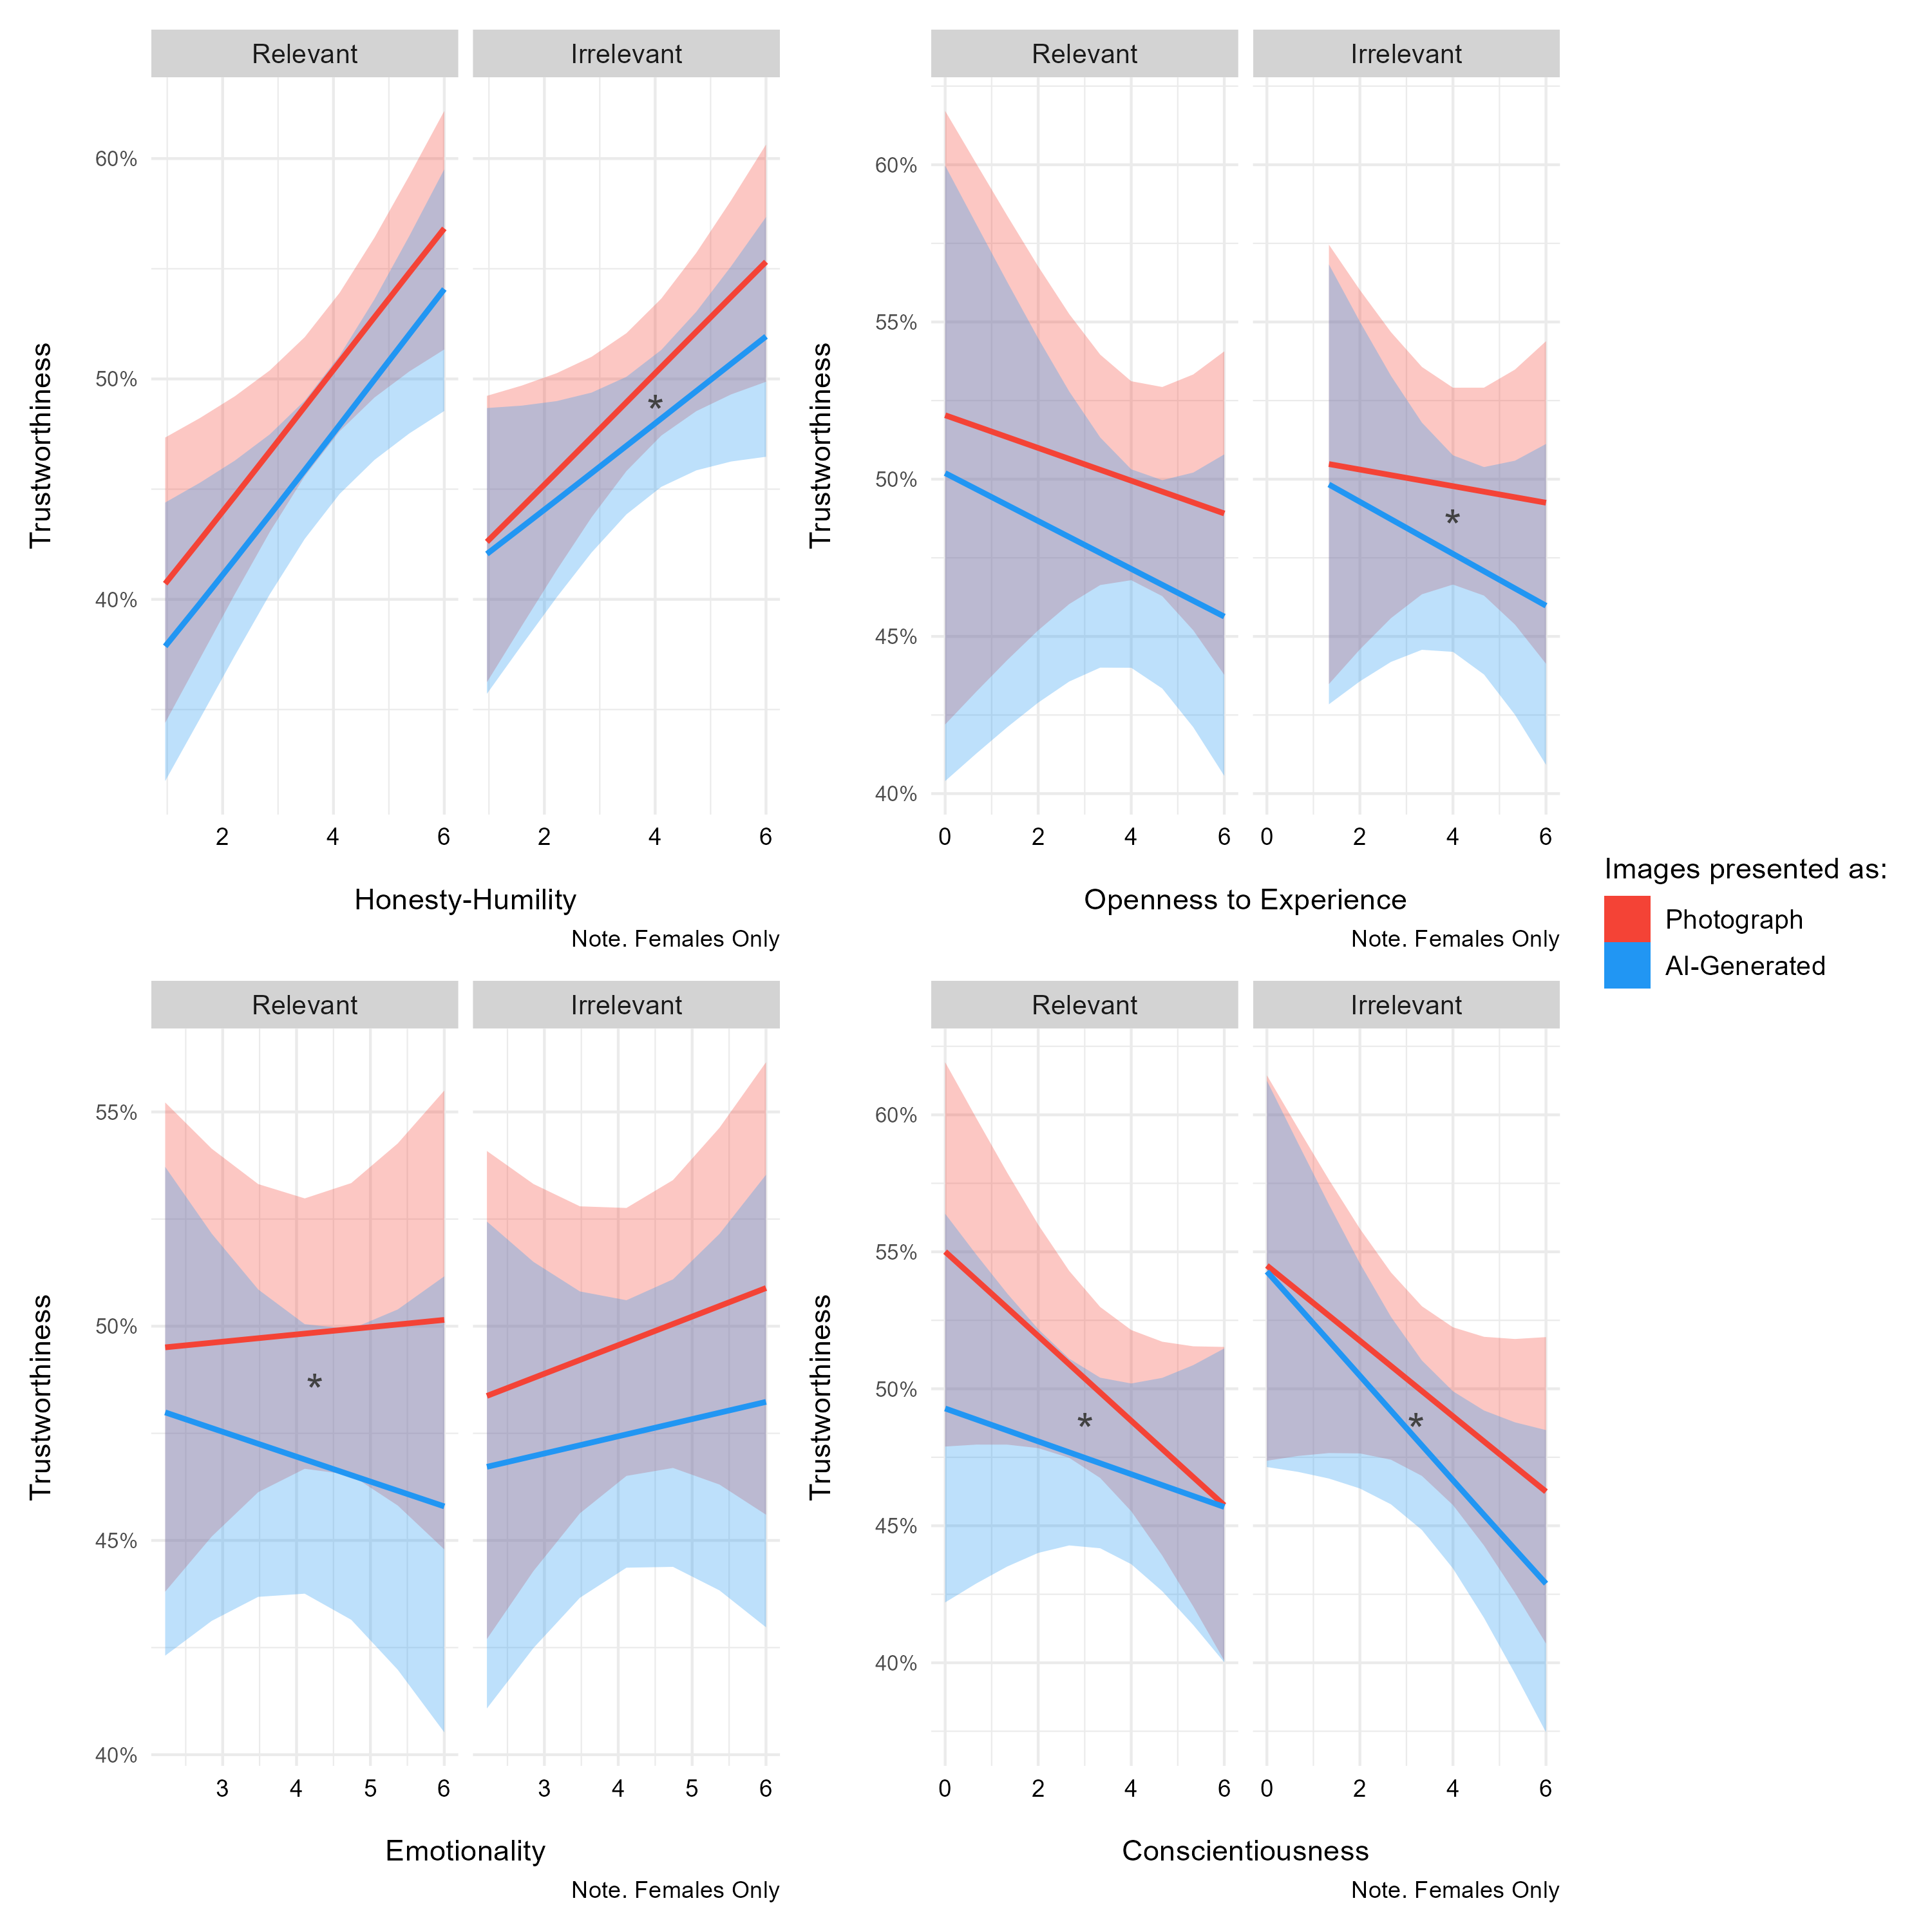 Relevant
Irrelevant
Trustworthiness
60%
50%
40%
2
4
6
2
4
6
Honesty-Humility
Note. Females Only
Relevant
Irrelevant
Trustworthiness
60%
55%
50%
45%
40%
0
2
4
6
0
2
4
6
*
*
Openness to Experience
Note. Females Only
Images presented as:
Photograph
AI-Generated
Relevant
Irrelevant
Trustworthiness
55%
50%
45%
40%
3
4
5
6
3
4
5
6
*
Emotionality
Note. Females Only
Relevant
Irrelevant
Trustworthiness
60%
55%
50%
45%
40%
0
2
4
6
0
2
4
6
*
*
Conscientiousness
Note. Females Only